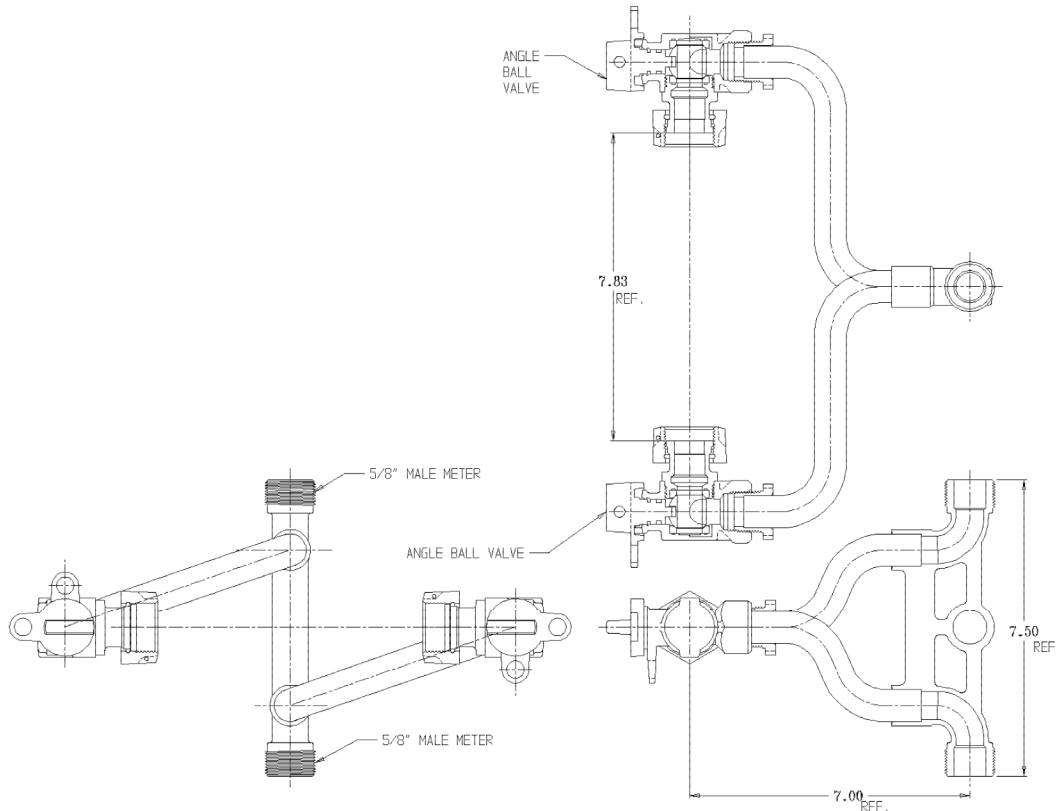 ANGLE
BALL
VALVE
7.83
REF.
5/8" MALE METER
ANGLE BALL VALVE
7.50
REF
5/8" MALE METER
7.00
REF.